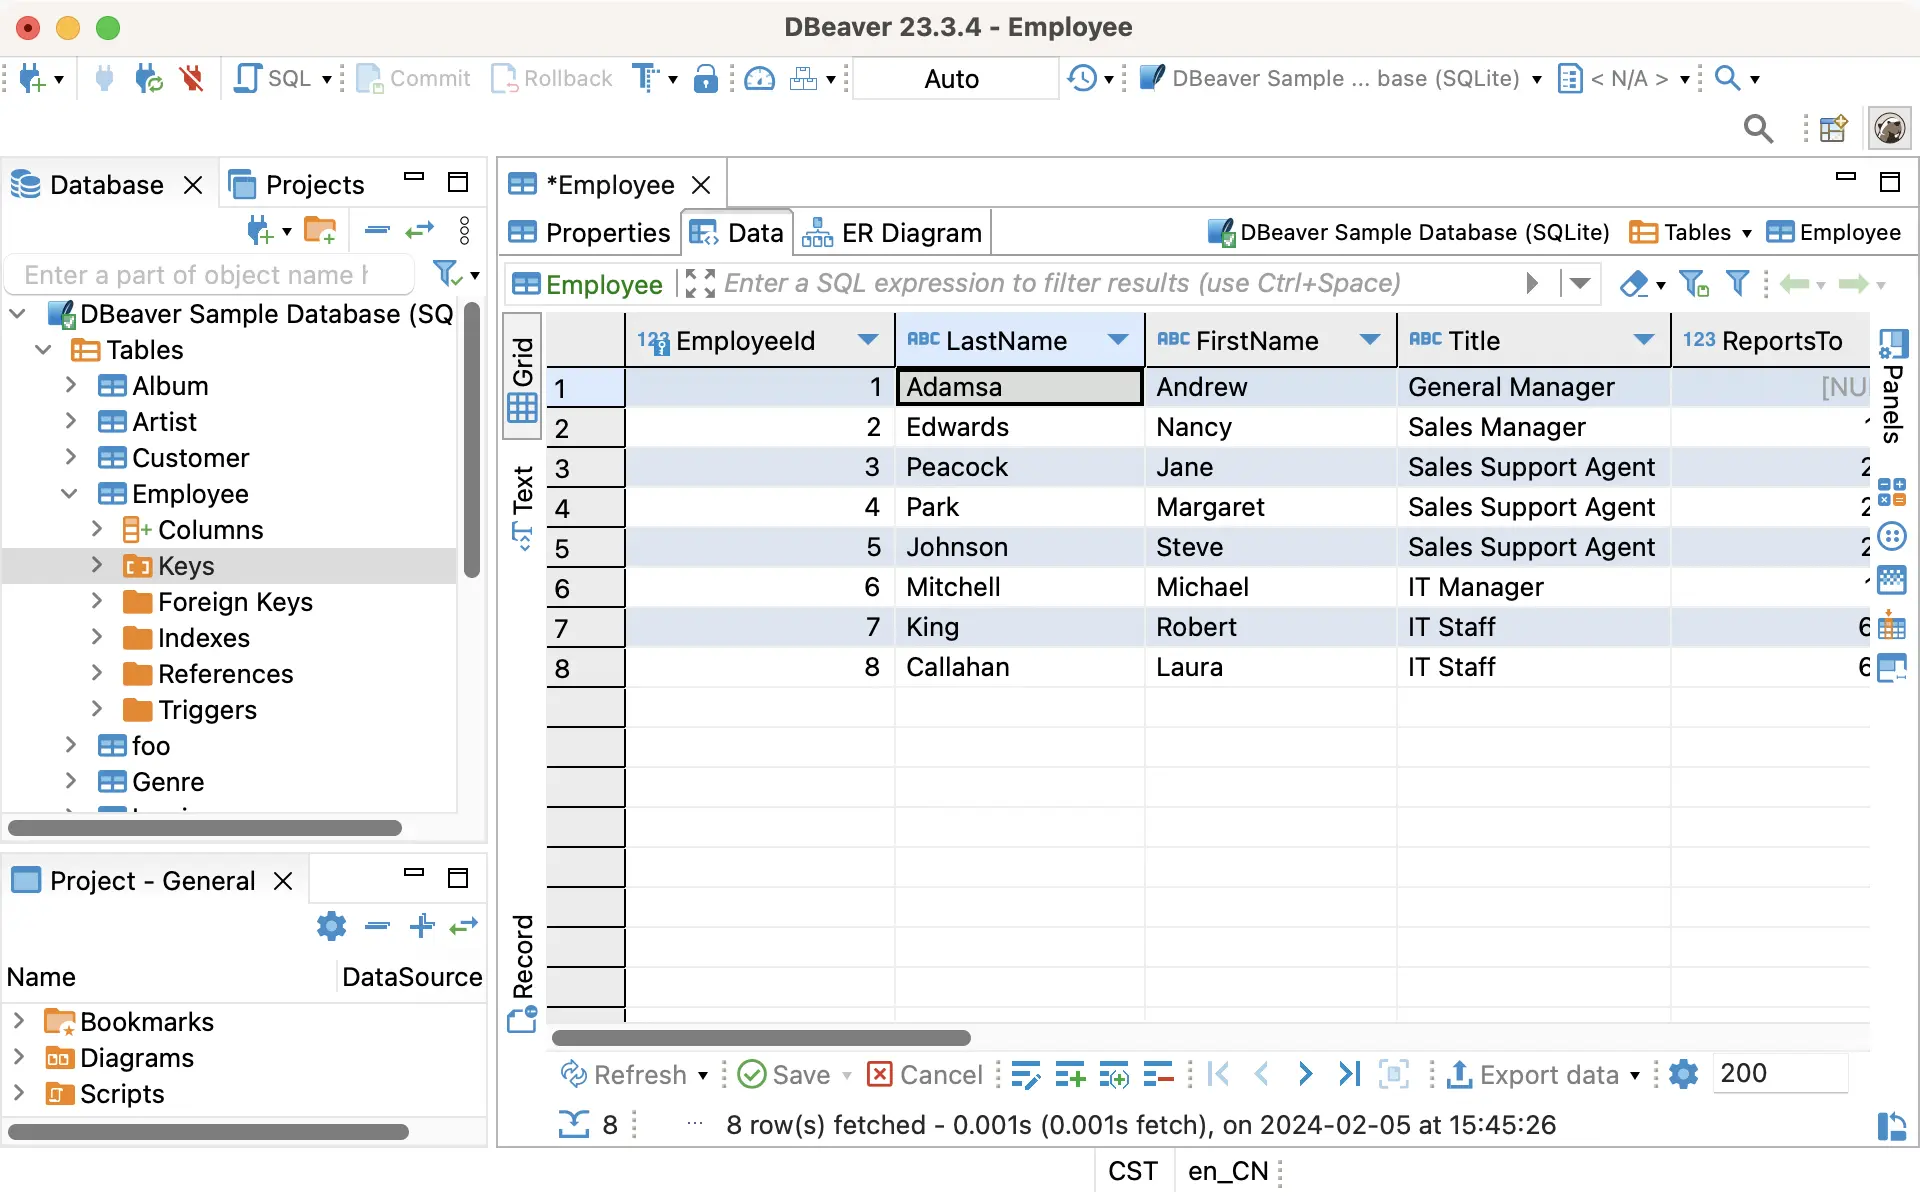 DBeaver 23.3.4 - Employee
SQL Commit Rollback Auto DBeaver Sample ... base (SQLite) < N/A >
Database Projects
Enter a part of object name h
DBeaver Sample Database (SQ
Tables
Album
Artist
Customer
Employee
Columns
Keys
Foreign Keys
Indexes
References
Triggers
foo
Genre
Project - General
Name DataSource
Bookmarks
Diagrams
Scripts
*Employee
Properties Data ER Diagram DBeaver Sample Database (SQLite) Tables Employee
Employee Enter a SQL expression to filter results (use Ctrl+Space)
Grid
Text
Record
Panels
123 EmployeeId ABC LastName ABC FirstName ABC Title 123 ReportsTo
1 1 Adamsa Andrew General Manager [NU
2 2 Edwards Nancy Sales Manager 1
3 3 Peacock Jane Sales Support Agent 2
4 4 Park Margaret Sales Support Agent 2
5 5 Johnson Steve Sales Support Agent 2
6 6 Mitchell Michael IT Manager 1
7 7 King Robert IT Staff 6
8 8 Callahan Laura IT Staff 6
Refresh Save Cancel Export data 200
8 ... 8 row(s) fetched - 0.001s (0.001s fetch), on 2024-02-05 at 15:45:26
CST en_CN